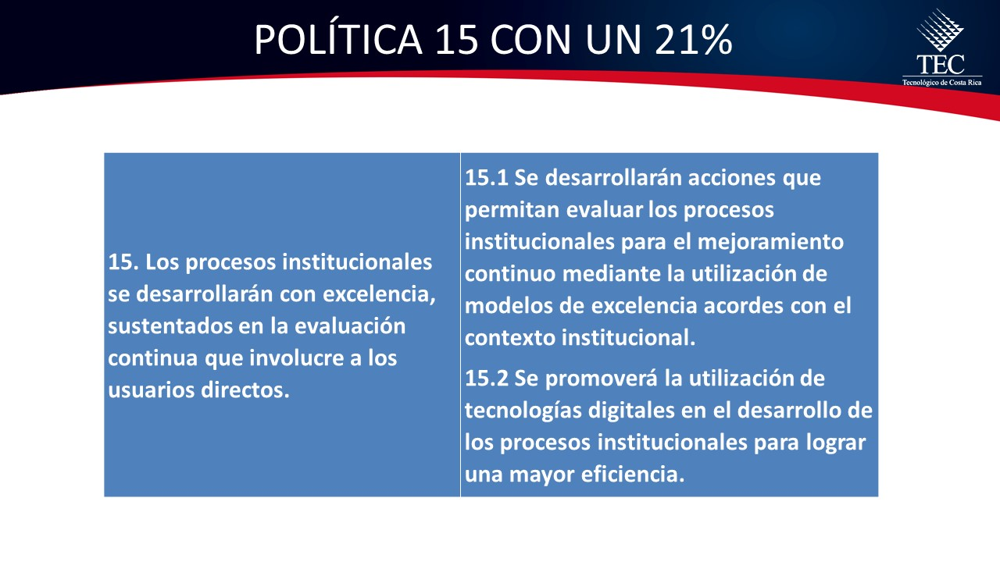 POLÍTICA 15 CON UN 21%
TEC
Tecnológico de Costa Rica
15. Los procesos institucionales
se desarrollarán con excelencia,
sustentados en la evaluación
continua que involucre a los
usuarios directos.
15.1 Se desarrollarán acciones que
permitan evaluar los procesos
institucionales para el mejoramiento
continuo mediante la utilización de
modelos de excelencia acordes con el
contexto institucional.
15.2 Se promoverá la utilización de
tecnologías digitales en el desarrollo de
los procesos institucionales para lograr
una mayor eficiencia.